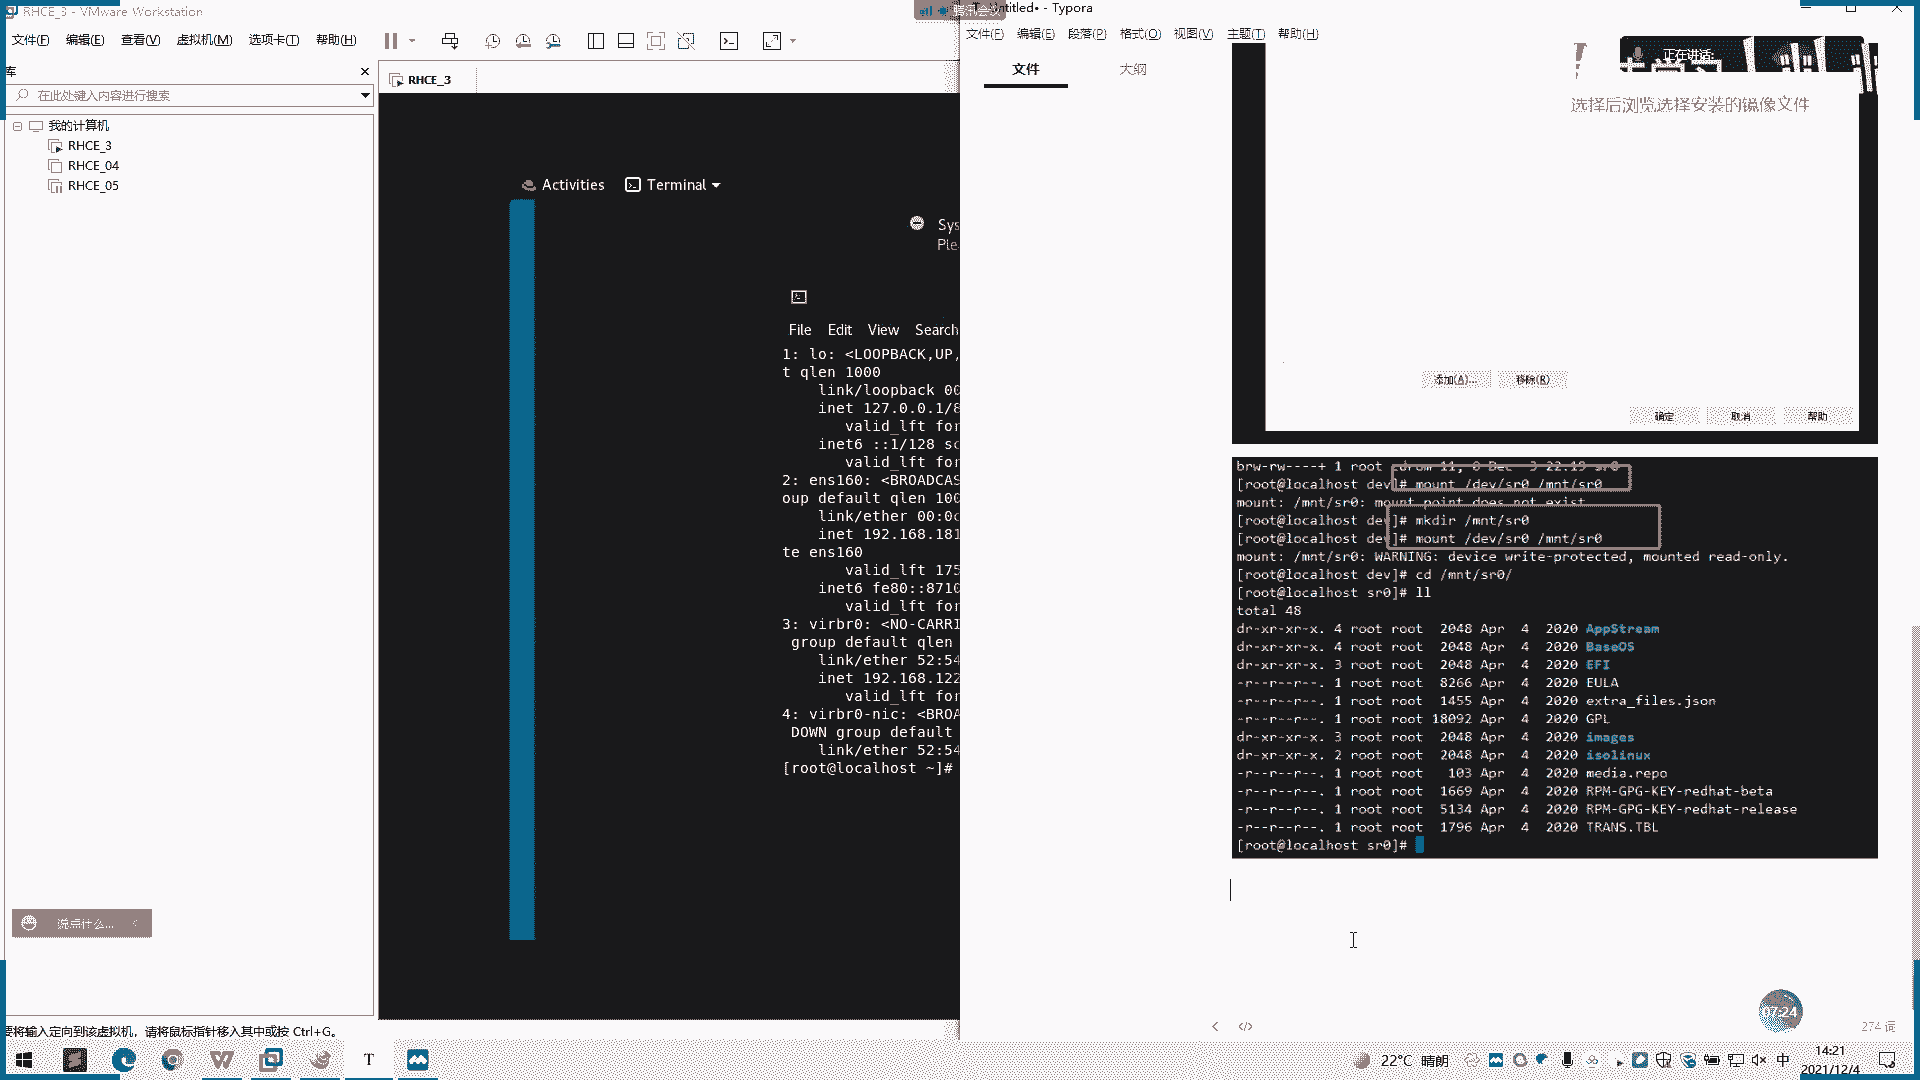 RHCE_3 - VMware Workstation
文件(F) 编辑(E) 查看(V) 虚拟机(M) 选项卡(T) 帮助(H)
库
在此处键入内容进行搜索
我的计算机
RHCE_3
RHCE_04
RHCE_05
说点什么...
要将输入定向到该虚拟机，请将鼠标指针移入其中或按 Ctrl+G。
RHCE_3
Activities Terminal
Sys
Ple
File Edit View Search
1: lo: <LOOPBACK,UP,
t qlen 1000
link/loopback 00
inet 127.0.0.1/8
valid_lft for
inet6 ::1/128 sc
valid_lft for
2: ens160: <BROADCAS
oup default qlen 100
link/ether 00:0c
inet 192.168.181
te ens160
valid_lft 175
inet6 fe80::8710
valid_lft for
3: virbr0: <NO-CARRI
group default qlen
link/ether 52:54
inet 192.168.122
valid_lft for
4: virbr0-nic: <BROA
DOWN group default
link/ether 52:54
[root@localhost ~]#
腾讯会议
Untitled• - Typora
文件(F) 编辑(E) 段落(P) 格式(O) 视图(V) 主题(T) 帮助(H)
文件 大纲
正在讲话:
选择后浏览选择安装的镜像文件
添加(A)... 移除(R)
确定 取消 帮助
brw-rw----+ 1 root cdrom 11, 0 Dec 3 22:19 sr0
[root@localhost dev]# mount /dev/sr0 /mnt/sr0
mount: /mnt/sr0: mount point does not exist
[root@localhost dev]# mkdir /mnt/sr0
[root@localhost dev]# mount /dev/sr0 /mnt/sr0
mount: /mnt/sr0: WARNING: device write-protected, mounted read-only.
[root@localhost dev]# cd /mnt/sr0/
[root@localhost sr0]# ll
total 48
dr-xr-xr-x. 4 root root 2048 Apr 4 2020 AppStream
dr-xr-xr-x. 4 root root 2048 Apr 4 2020 BaseOS
dr-xr-xr-x. 3 root root 2048 Apr 4 2020 EFI
-r--r--r--. 1 root root 8266 Apr 4 2020 EULA
-r--r--r--. 1 root root 1455 Apr 4 2020 extra_files.json
-r--r--r--. 1 root root 18092 Apr 4 2020 GPL
dr-xr-xr-x. 3 root root 2048 Apr 4 2020 images
dr-xr-xr-x. 2 root root 2048 Apr 4 2020 isolinux
-r--r--r--. 1 root root 103 Apr 4 2020 media.repo
-r--r--r--. 1 root root 1669 Apr 4 2020 RPM-GPG-KEY-redhat-beta
-r--r--r--. 1 root root 5134 Apr 4 2020 RPM-GPG-KEY-redhat-release
-r--r--r--. 1 root root 1796 Apr 4 2020 TRANS.TBL
[root@localhost sr0]#
07:24
274 词
22°C 晴朗
中
14:21
2021/12/4